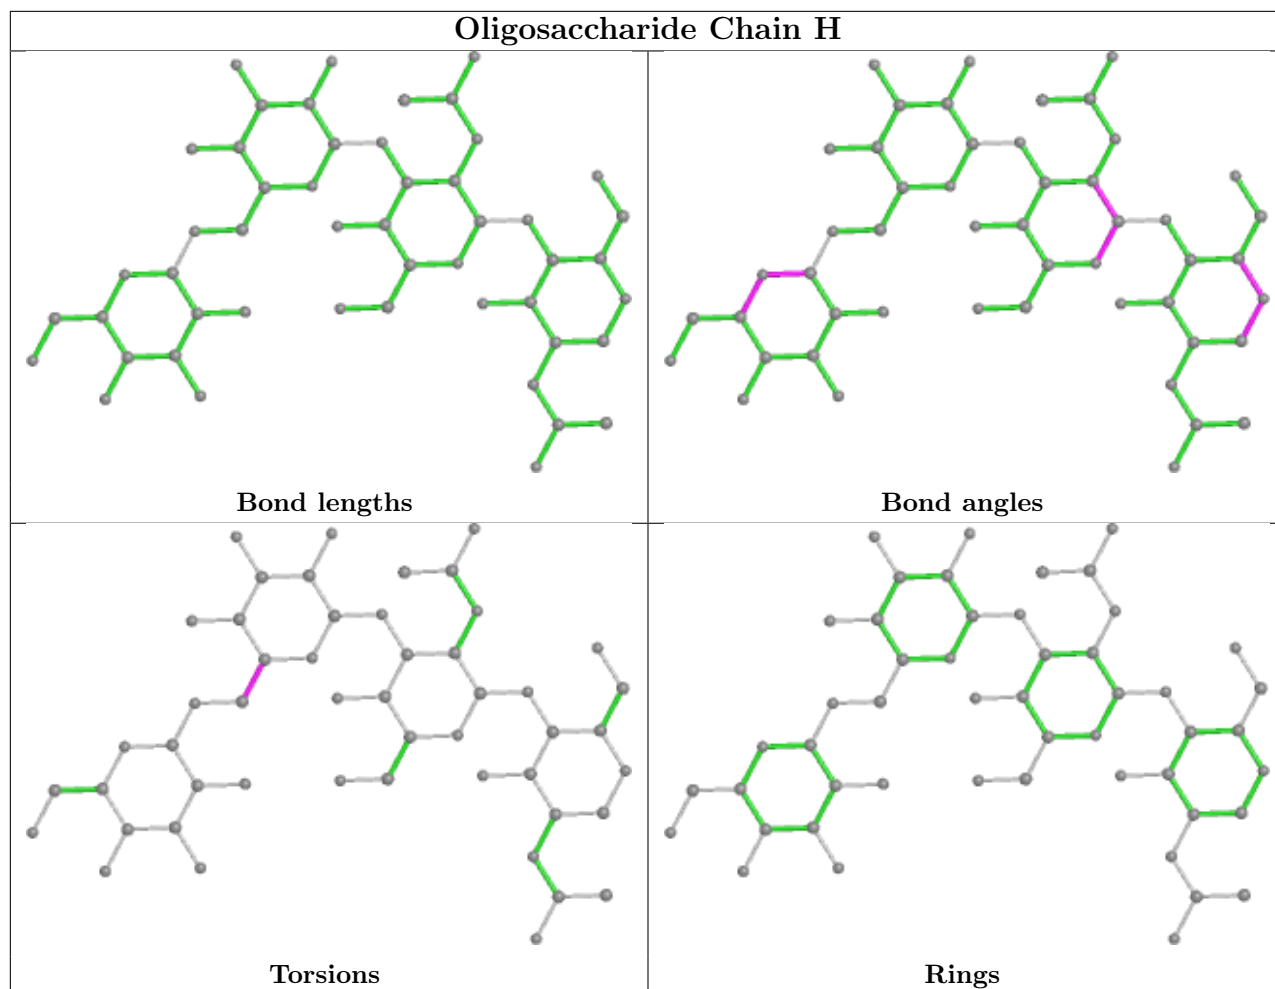 Oligosaccharide Chain H
Bond lengths
Bond angles
Torsions
Rings